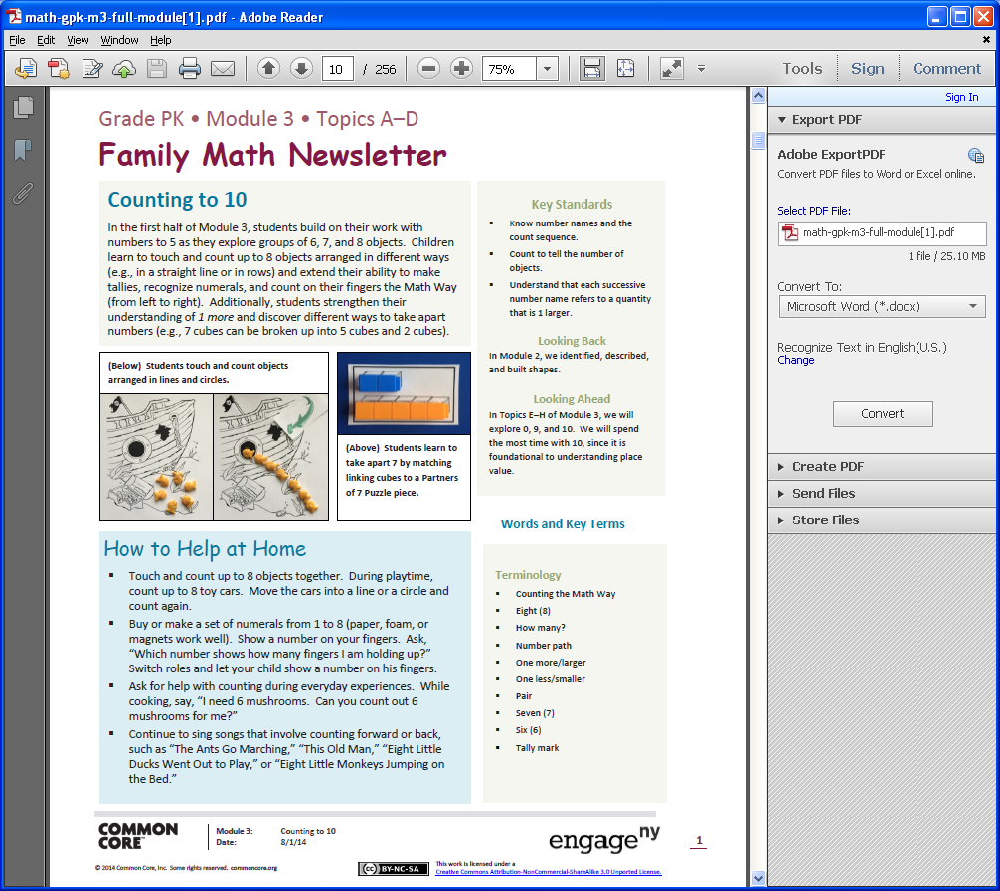 math-gpk-m3-full-module[1].pdf - Adobe Reader
File Edit View Window Help
10 / 256 75% Tools Sign Comment
Sign In
Grade PK • Module 3 • Topics A–D
Family Math Newsletter
Counting to 10
In the first half of Module 3, students build on their work with
numbers to 5 as they explore groups of 6, 7, and 8 objects. Children
learn to touch and count up to 8 objects arranged in different ways
(e.g., in a straight line or in rows) and extend their ability to make
tallies, recognize numerals, and count on their fingers the Math Way
(from left to right). Additionally, students strengthen their
understanding of 1 more and discover different ways to take apart
numbers (e.g., 7 cubes can be broken up into 5 cubes and 2 cubes).
(Below) Students touch and count objects
arranged in lines and circles.
(Above) Students learn to
take apart 7 by matching
linking cubes to a Partners
of 7 Puzzle piece.
How to Help at Home
▪ Touch and count up to 8 objects together. During playtime,
count up to 8 toy cars. Move the cars into a line or a circle and
count again.
▪ Buy or make a set of numerals from 1 to 8 (paper, foam, or
magnets work well). Show a number on your fingers. Ask,
“Which number shows how many fingers I am holding up?”
Switch roles and let your child show a number on his fingers.
▪ Ask for help with counting during everyday experiences. While
cooking, say, “I need 6 mushrooms. Can you count out 6
mushrooms for me?”
▪ Continue to sing songs that involve counting forward or back,
such as “The Ants Go Marching,” “This Old Man,” “Eight Little
Ducks Went Out to Play,” or “Eight Little Monkeys Jumping on
the Bed.”
Key Standards
▪ Know number names and the
count sequence.
▪ Count to tell the number of
objects.
▪ Understand that each successive
number name refers to a quantity
that is 1 larger.
Looking Back
In Module 2, we identified, described,
and built shapes.
Looking Ahead
In Topics E–H of Module 3, we will
explore 0, 9, and 10. We will spend
the most time with 10, since it is
foundational to understanding place
value.
Words and Key Terms
Terminology
▪ Counting the Math Way
▪ Eight (8)
▪ How many?
▪ Number path
▪ One more/larger
▪ One less/smaller
▪ Pair
▪ Seven (7)
▪ Six (6)
▪ Tally mark
COMMON
CORE™
Module 3: Counting to 10
Date: 8/1/14
engageny
1
© 2014 Common Core, Inc. Some rights reserved. commoncore.org
cc BY-NC-SA
This work is licensed under a
Creative Commons Attribution-NonCommercial-ShareAlike 3.0 Unported License.
Export PDF
Adobe ExportPDF
Convert PDF files to Word or Excel online.
Select PDF File:
math-gpk-m3-full-module[1].pdf
1 file / 25.10 MB
Convert To:
Microsoft Word (*.docx)
Recognize Text in English(U.S.)
Change
Convert
Create PDF
Send Files
Store Files